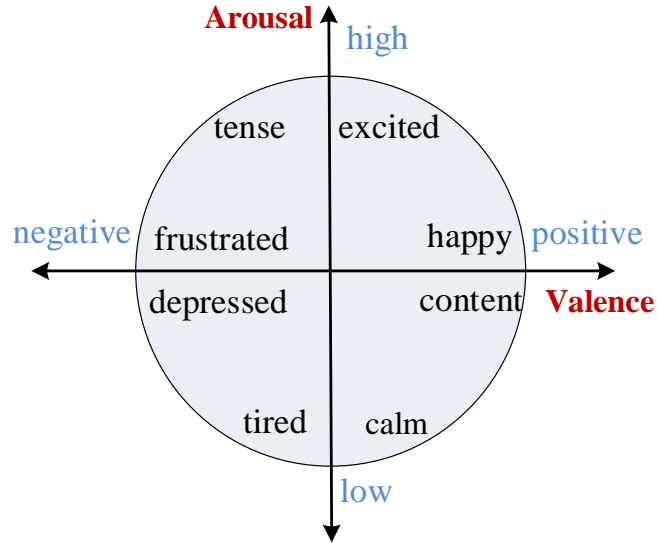 Arousal
high
tense
excited
negative
frustrated
happy
positive
depressed
content
Valence
tired
calm
low